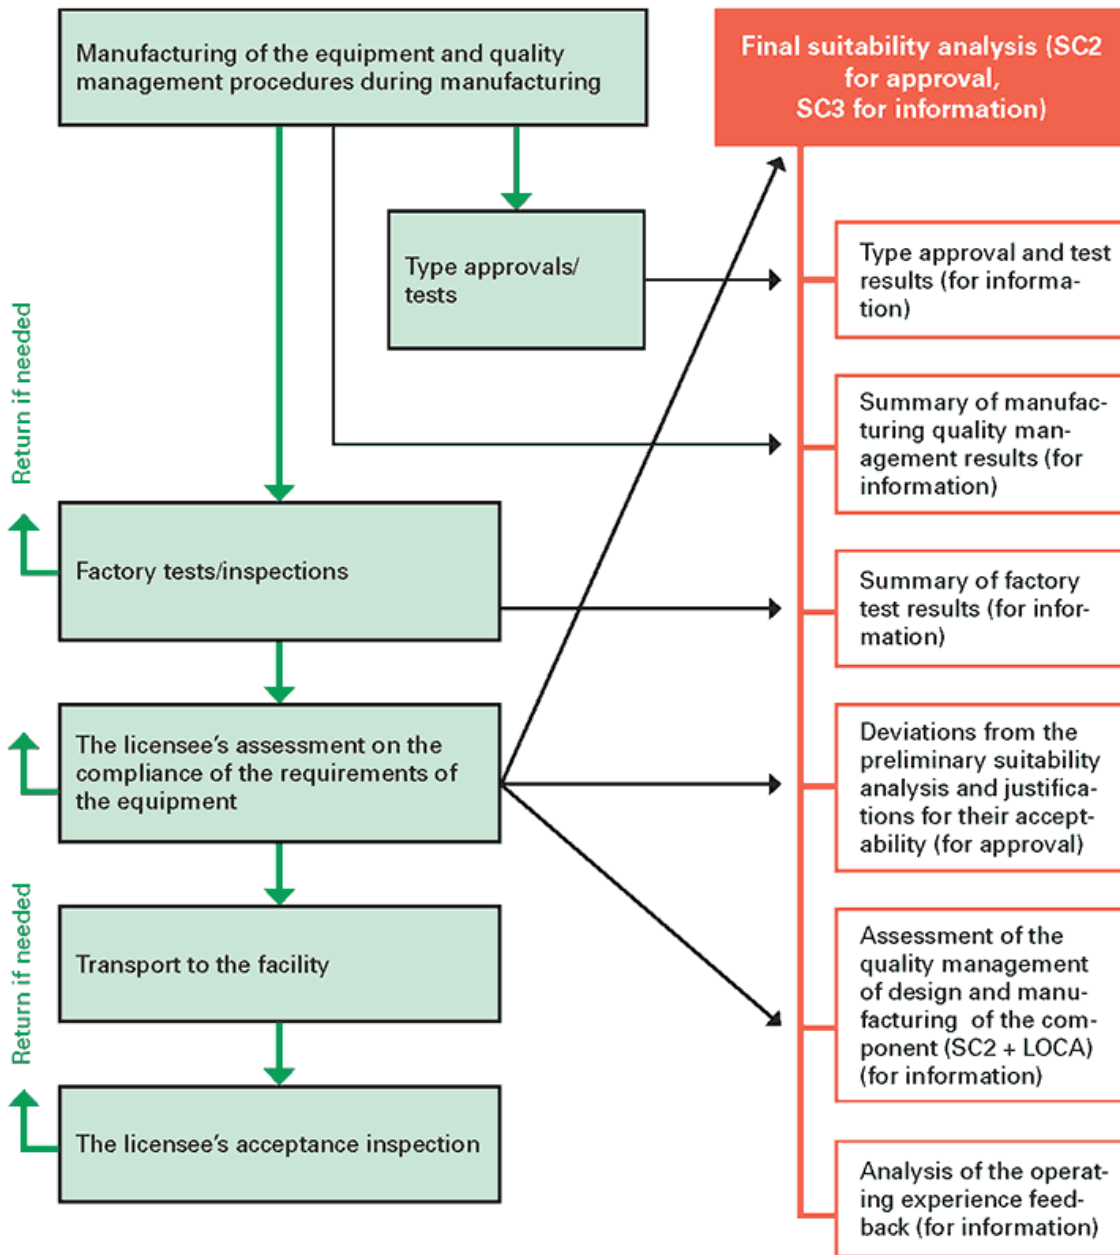 Manufacturing of the equipment and quality
management procedures during manufacturing
Final suitability analysis (SC2
for approval,
SC3 for information)
Type approvals/
tests
Type approval and test
results (for informa-
tion)
Return if needed
Summary of manufac-
turing quality man-
agement results (for
information)
Factory tests/inspections
Summary of factory
test results (for infor-
mation)
The licensee’s assessment on the
compliance of the requirements of
the equipment
Deviations from the
preliminary suitability
analysis and justifica-
tions for their accept-
ability (for approval)
Return if needed
Transport to the facility
Assessment of the
quality management
of design and manu-
facturing of the com-
ponent (SC2 + LOCA)
(for information)
The licensee’s acceptance inspection
Analysis of the operat-
ing experience feed-
back (for information)